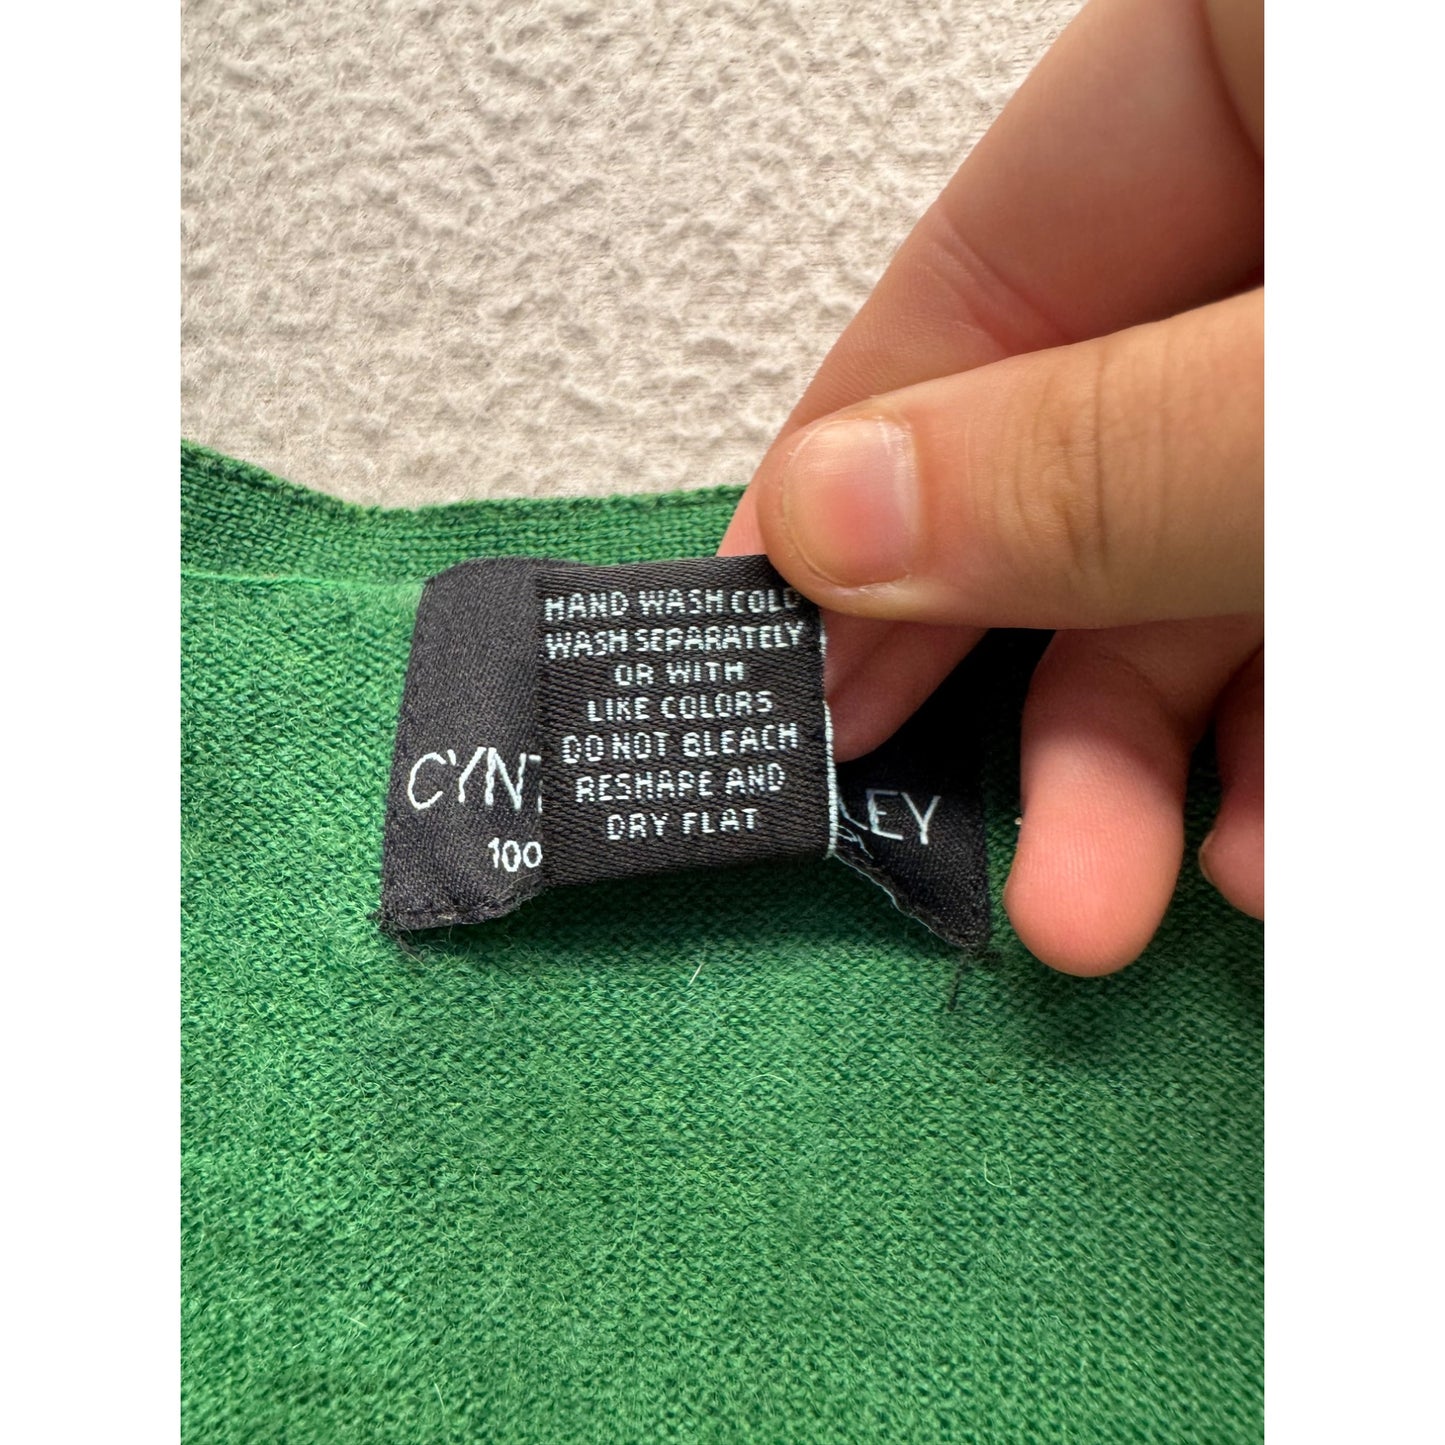 HAND WASH COLD
WASH SEPARATELY
OR WITH
LIKE COLORS
DO NOT BLEACH
RESHAPE AND
DRY FLAT
CYNT
LEY
100